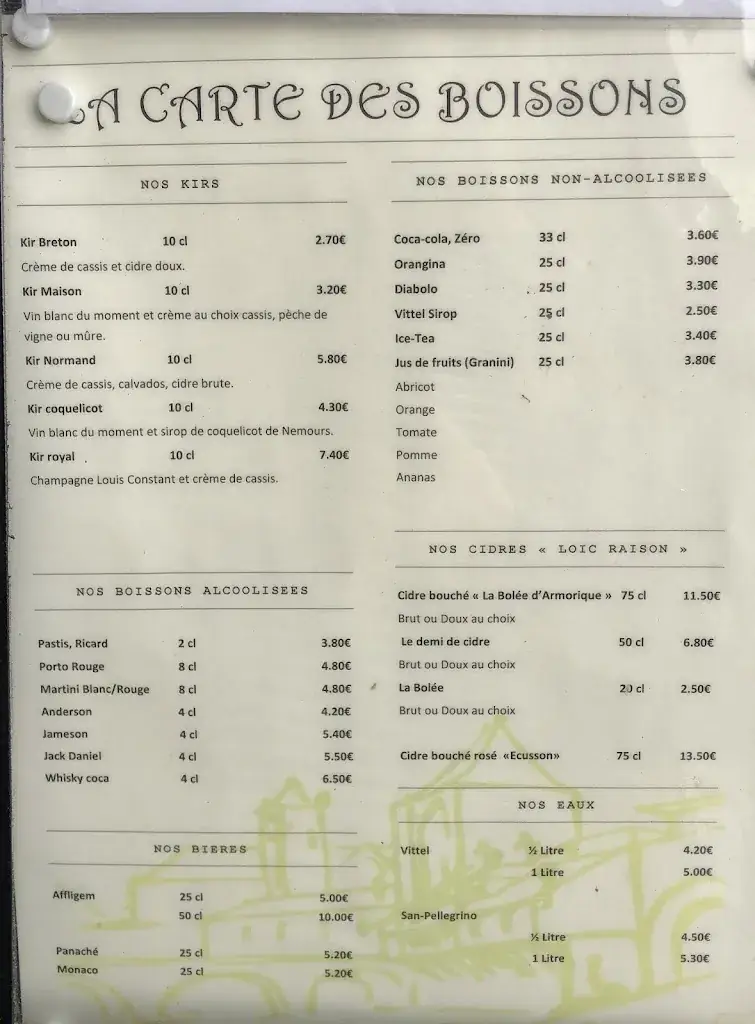 LA CARTE DES BOISSONS
NOS KIRS
Kir Breton 10 cl 2.70€
Crème de cassis et cidre doux.
Kir Maison 10 cl 3.20€
Vin blanc du moment et crème au choix cassis, pèche de
vigne ou mûre.
Kir Normand 10 cl 5.80€
Crème de cassis, calvados, cidre brute.
Kir coquelicot 10 cl 4.30€
Vin blanc du moment et sirop de coquelicot de Nemours.
Kir royal 10 cl 7.40€
Champagne Louis Constant et crème de cassis.
NOS BOISSONS ALCOOLISEES
Pastis, Ricard 2 cl 3.80€
Porto Rouge 8 cl 4.80€
Martini Blanc/Rouge 8 cl 4.80€
Anderson 4 cl 4.20€
Jameson 4 cl 5.40€
Jack Daniel 4 cl 5.50€
Whisky coca 4 cl 6.50€
NOS BIERES
Affligem 25 cl 5.00€
50 cl 10.00€
Panaché 25 cl 5.20€
Monaco 25 cl 5.20€
NOS BOISSONS NON-ALCOOLISEES
Coca-cola, Zéro 33 cl 3.60€
Orangina 25 cl 3.90€
Diabolo 25 cl 3.30€
Vittel Sirop 25 cl 2.50€
Ice-Tea 25 cl 3.40€
Jus de fruits (Granini) 25 cl 3.80€
Abricot
Orange
Tomate
Pomme
Ananas
NOS CIDRES « LOIC RAISON »
Cidre bouché « La Bolée d'Armorique » 75 cl 11.50€
Brut ou Doux au choix
Le demi de cidre 50 cl 6.80€
Brut ou Doux au choix
La Bolée 20 cl 2.50€
Brut ou Doux au choix
Cidre bouché rosé «Ecusson» 75 cl 13.50€
NOS EAUX
Vittel ½ Litre 4.20€
1 Litre 5.00€
San-Pellegrino
½ Litre 4.50€
1 Litre 5.30€